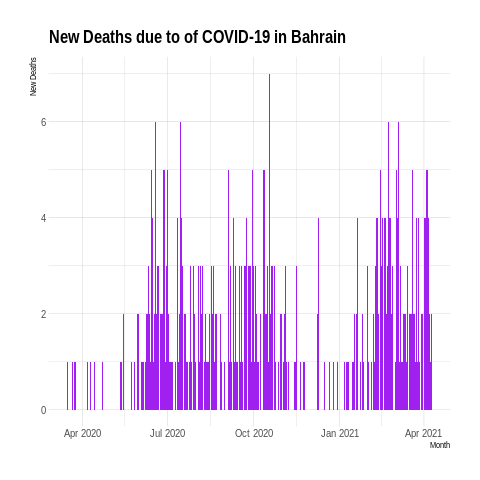 New Deaths due to of COVID-19 in Bahrain
New Deaths
6
4
2
0
Apr 2020 Jul 2020 Oct 2020 Jan 2021 Apr 2021
Month